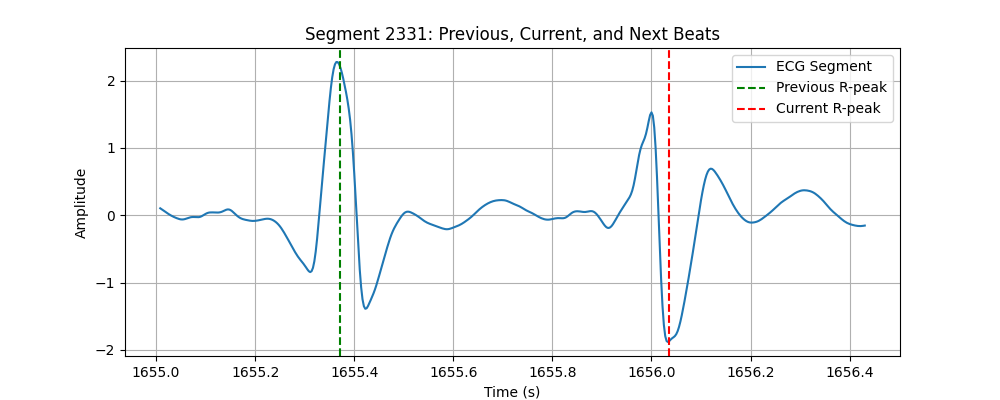 Segment 2331: Previous, Current, and Next Beats
ECG Segment
Previous R-peak
Current R-peak
Amplitude
2
1
0
−1
−2
1655.0 1655.2 1655.4 1655.6 1655.8 1656.0 1656.2 1656.4
Time (s)